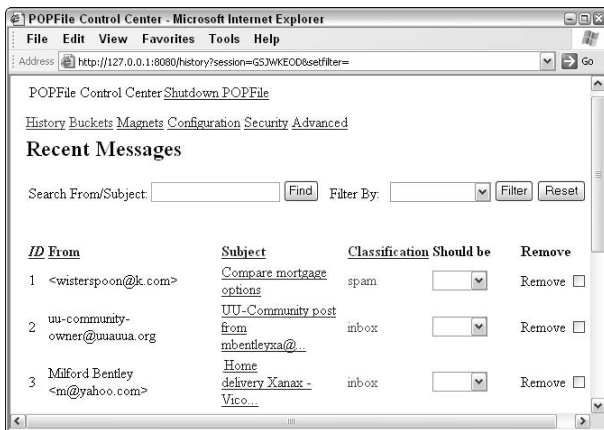 POPFile Control Center - Microsoft Internet Explorer
File Edit View Favorites Tools Help
Address http://127.0.0.1:8080/history?session=GSJWKEOD&setfilter= Go
POPFile Control Center Shutdown POPFile
History Buckets Magnets Configuration Security Advanced
Recent Messages
Search From/Subject: Find Filter By: Filter Reset
ID From Subject Classification Should be Remove
1 <wisterspoon@k.com> Compare mortgage options spam Remove
2 uu-community-owner@uuauua.org UU-Community post from mbentleyxa@... inbox Remove
3 Milford Bentley <m@yahoo.com> Home delivery Xanax - Vico... inbox Remove